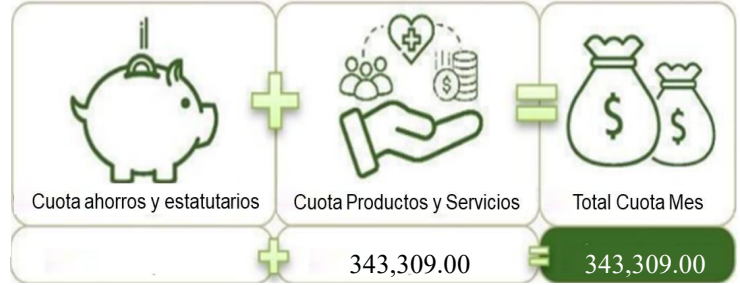 Cuota ahorros y estatutarios
Cuota Productos y Servicios
Total Cuota Mes
+
343,309.00
=
343,309.00